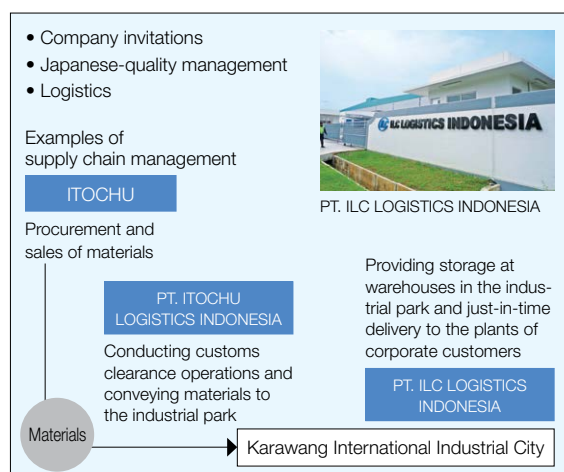 • Company invitations
• Japanese-quality management
• Logistics
ILC LOGISTICS INDONESIA
PT. ILC LOGISTICS INDONESIA
Examples of
supply chain management
ITOCHU
Procurement and
sales of materials
PT. ITOCHU
LOGISTICS INDONESIA
Conducting customs
clearance operations and
conveying materials to
the industrial park
Providing storage at
warehouses in the indus-
trial park and just-in-time
delivery to the plants of
corporate customers
PT. ILC LOGISTICS
INDONESIA
Materials
Karawang International Industrial City